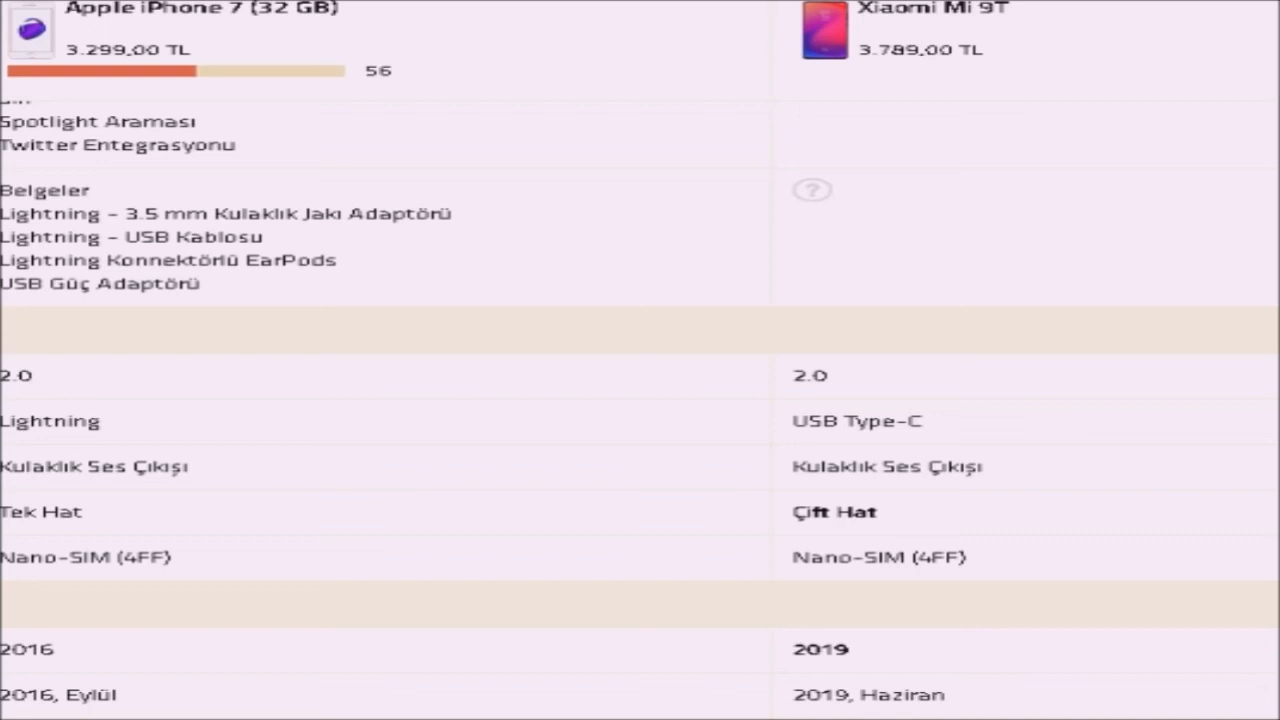 Apple iPhone 7 (32 GB)
3.299,00 TL
56
Xiaomi Mi 9T
3.789,00 TL
Spotlight Araması
Twitter Entegrasyonu
Belgeler
Lightning - 3.5 mm Kulaklık Jakı Adaptörü
Lightning - USB Kablosu
Lightning Konnektörlü EarPods
USB Güç Adaptörü
?
2.0
2.0
Lightning
USB Type-C
Kulaklık Ses Çıkışı
Kulaklık Ses Çıkışı
Tek Hat
Çift Hat
Nano-SIM (4FF)
Nano-SIM (4FF)
2016
2019
2016, Eylül
2019, Haziran